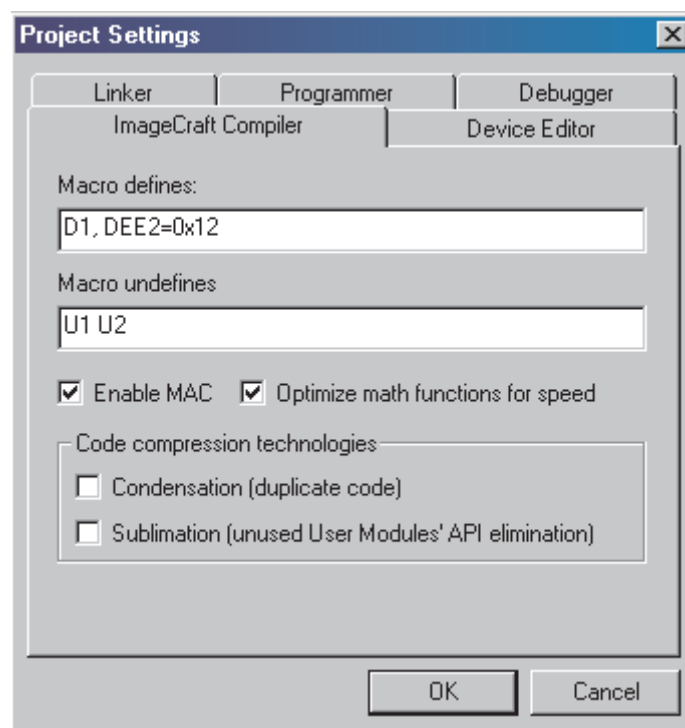 Project Settings
Linker Programmer Debugger
ImageCraft Compiler Device Editor
Macro defines:
D1, DEE2=0x12
Macro undefines
U1 U2
Enable MAC Optimize math functions for speed
Code compression technologies
Condensation (duplicate code)
Sublimation (unused User Modules' API elimination)
OK Cancel